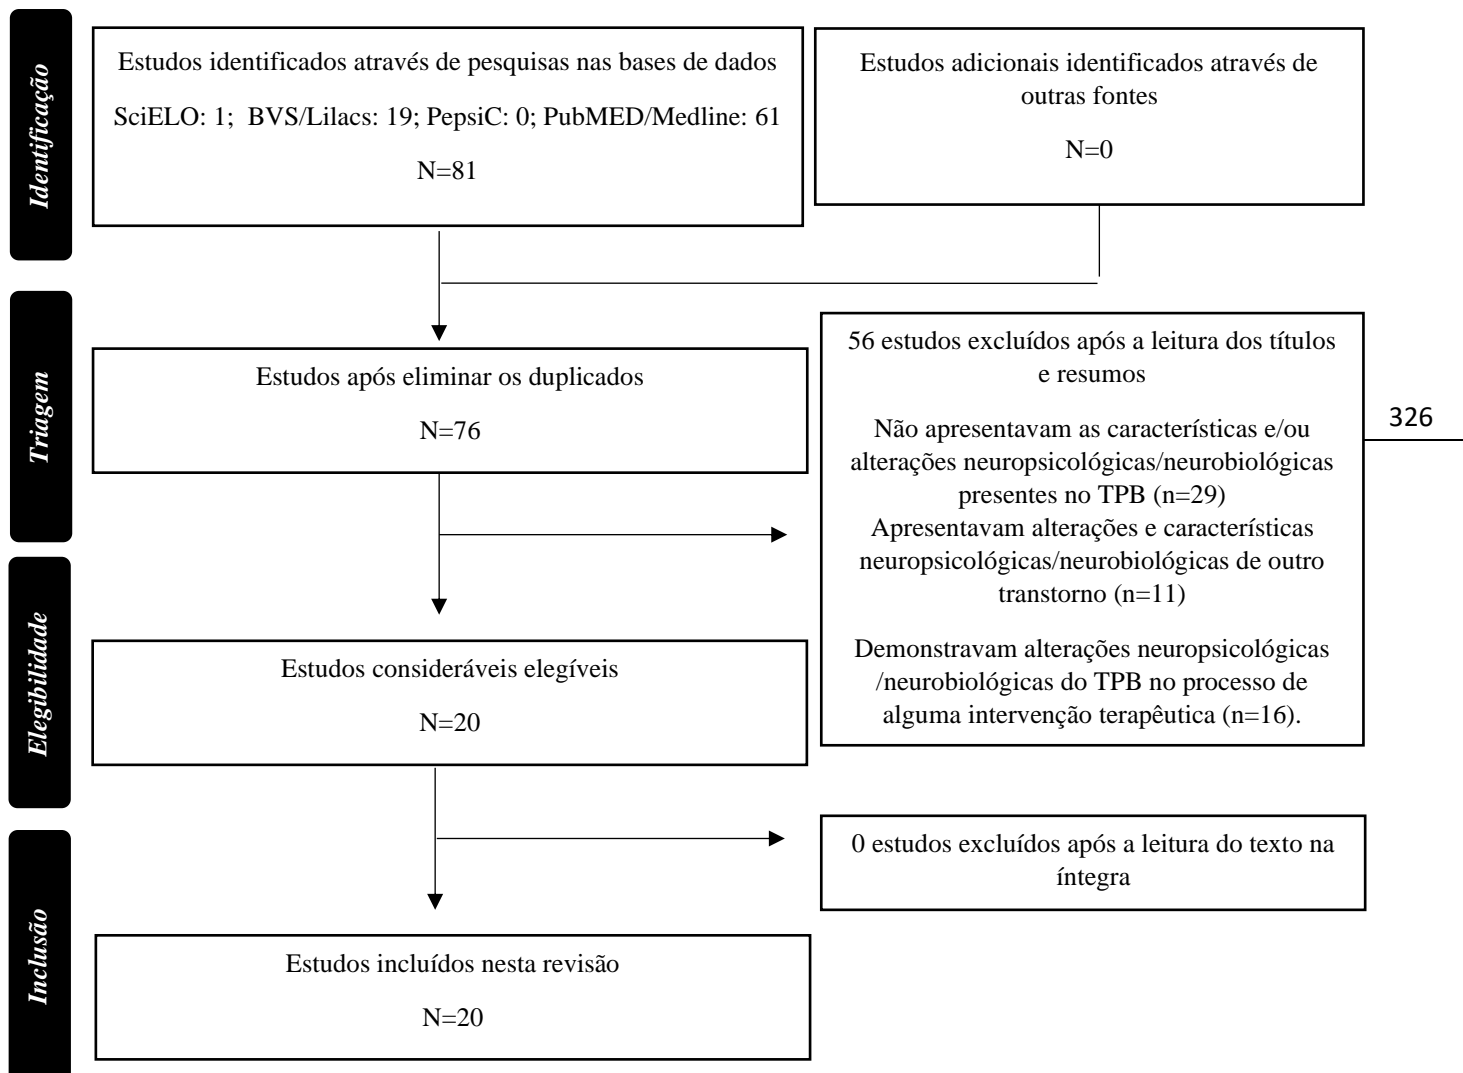 Identificação
Estudos identificados através de pesquisas nas bases de dados
SciELO: 1; BVS/Lilacs: 19; PepsiC: 0; PubMED/Medline: 61
N=81
Estudos adicionais identificados através de
outras fontes
N=0
Triagem
Estudos após eliminar os duplicados
N=76
56 estudos excluídos após a leitura dos títulos
e resumos
Não apresentavam as características e/ou
alterações neuropsicológicas/neurobiológicas
presentes no TPB (n=29)
Apresentavam alterações e características
neuropsicológicas/neurobiológicas de outro
transtorno (n=11)
Demonstravam alterações neuropsicológicas
/neurobiológicas do TPB no processo de
alguma intervenção terapêutica (n=16).
326
Elegibilidade
Estudos consideráveis elegíveis
N=20
0 estudos excluídos após a leitura do texto na
íntegra
Inclusão
Estudos incluídos nesta revisão
N=20